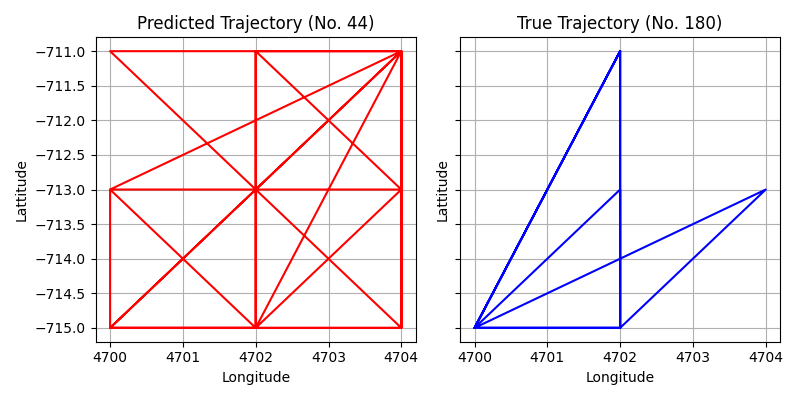 Predicted Trajectory (No. 44)
True Trajectory (No. 180)
−711.0
−711.5
−712.0
−712.5
−713.0
−713.5
−714.0
−714.5
−715.0
Lattitude
Lattitude
4700 4701 4702 4703 4704
4700 4701 4702 4703 4704
Longitude
Longitude